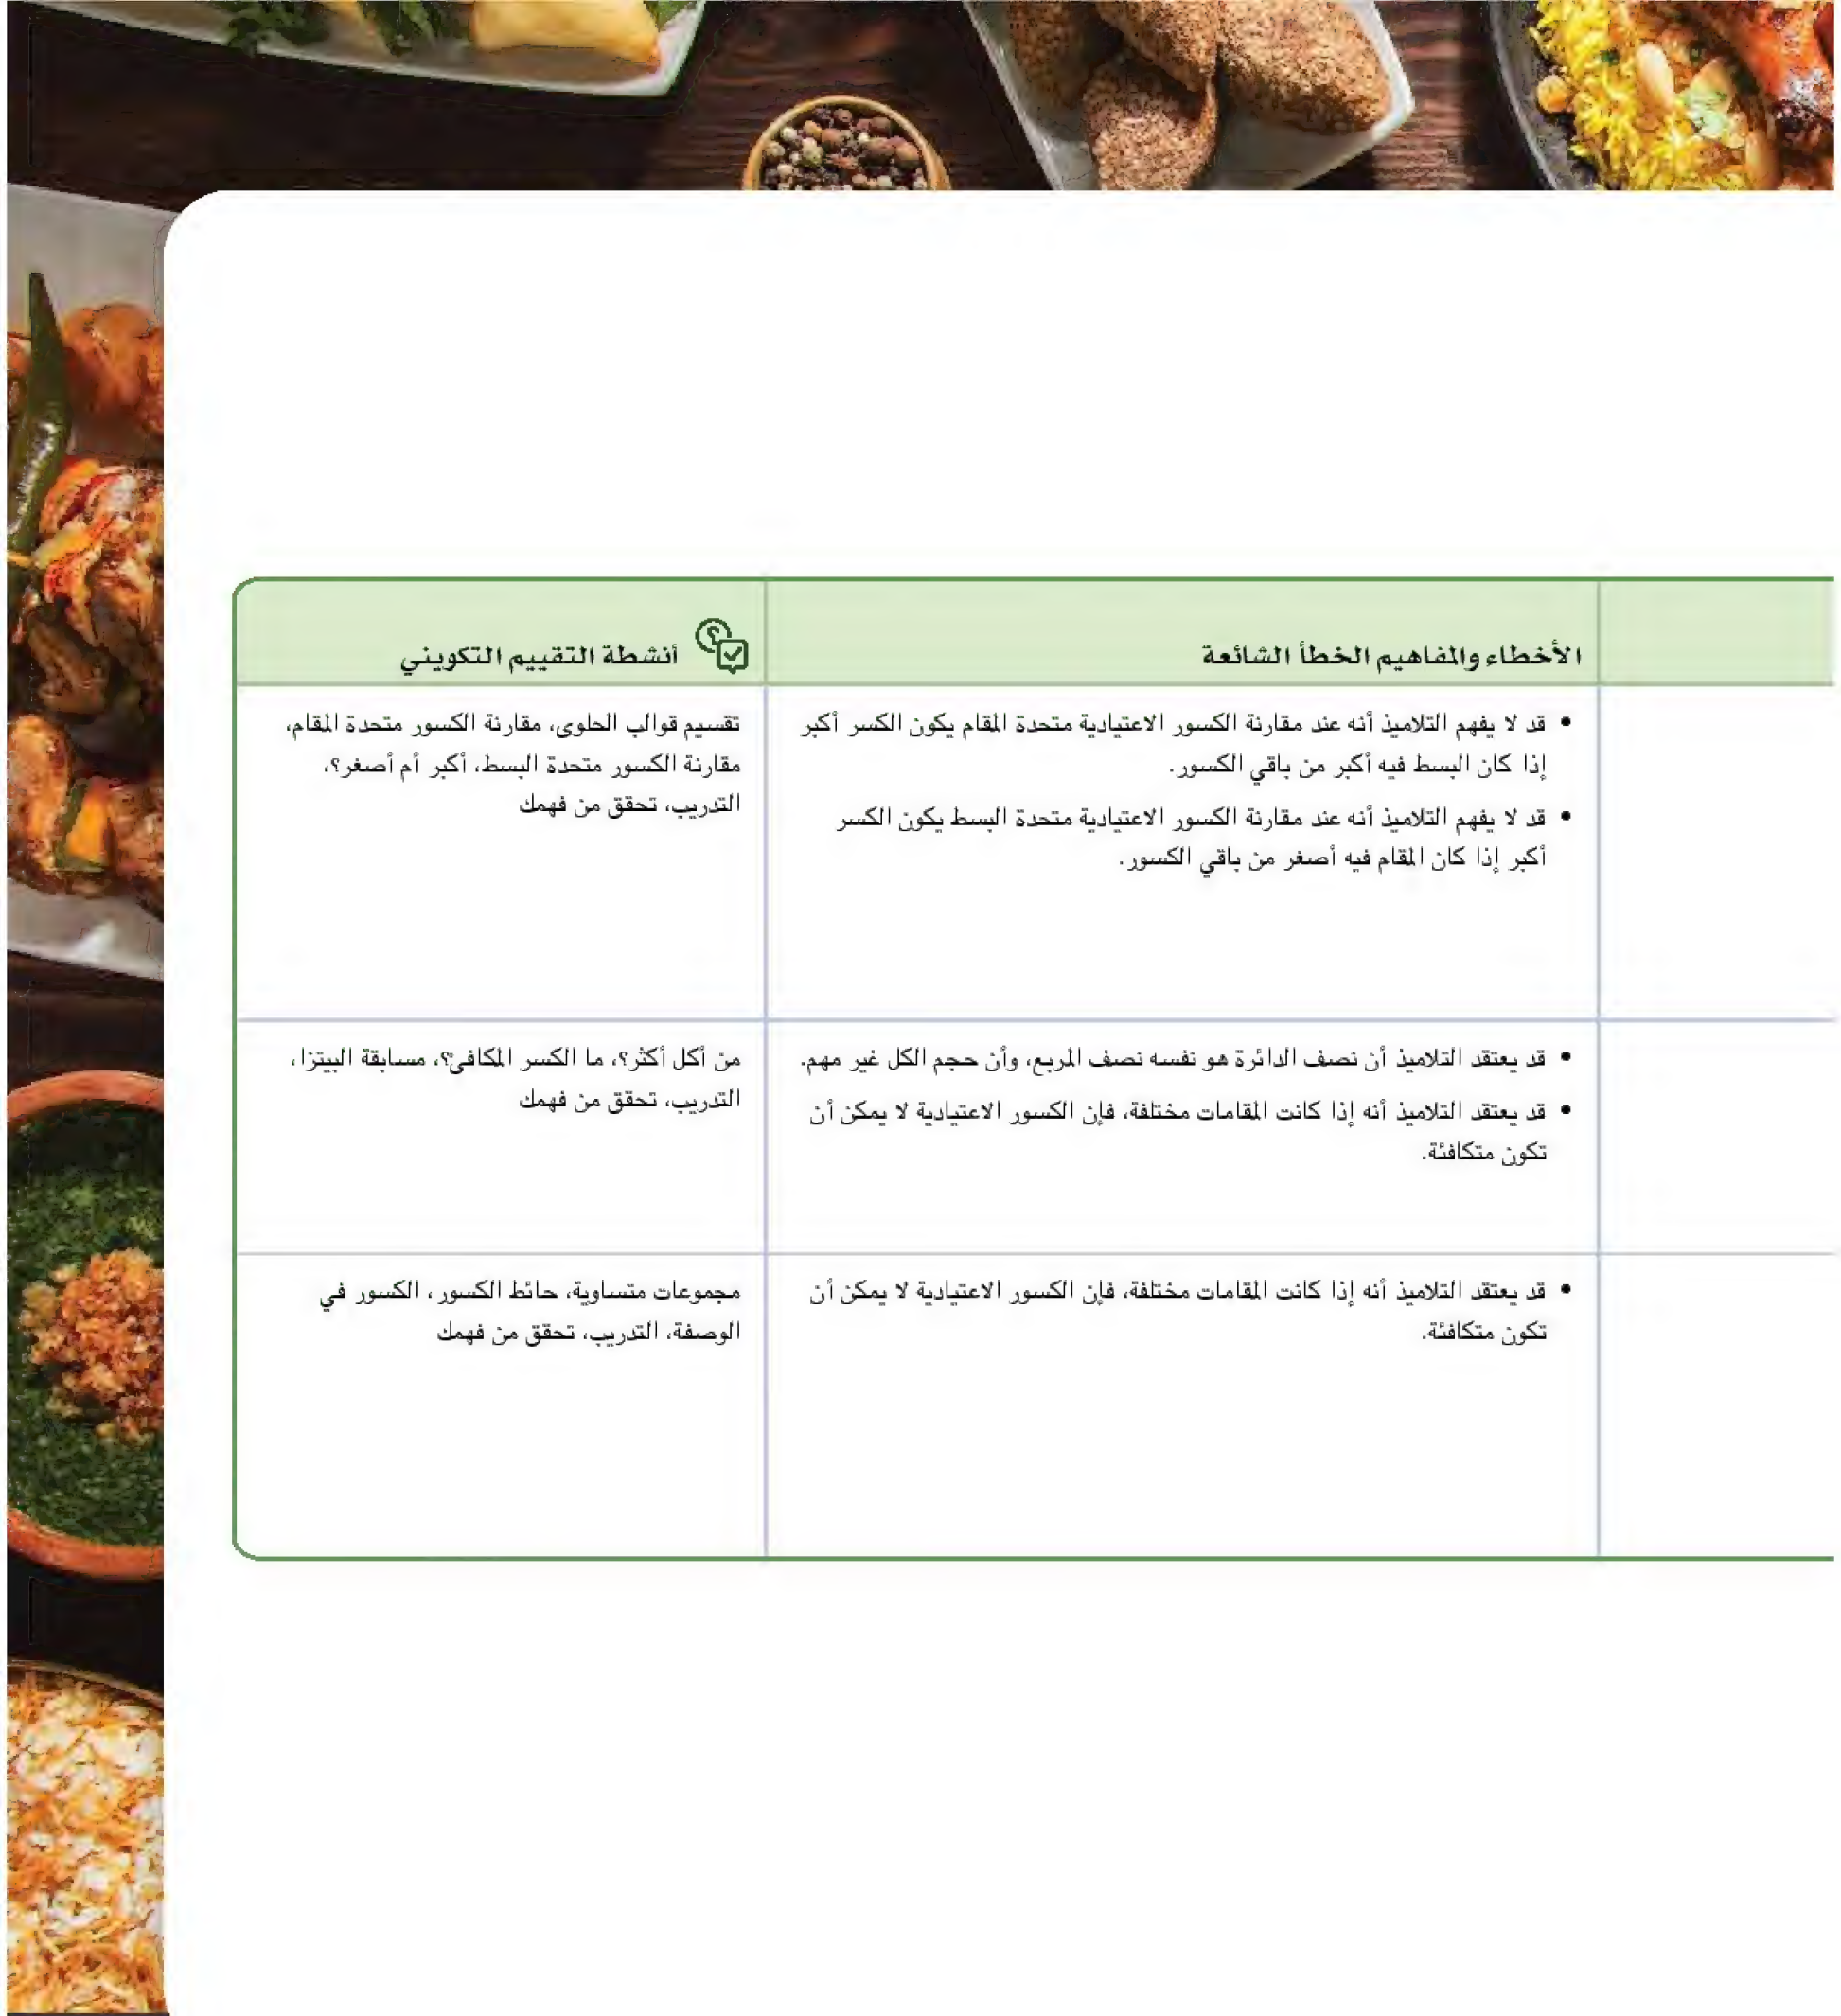 الأخطاء والمفاهيم الخطأ الشائعة
أنشطة التقييم التكويني
• قد لا يفهم التلاميذ أنه عند مقارنة الكسور الاعتيادية متحدة المقام يكون الكسر أكبر
إذا كان البسط فيه أكبر من باقي الكسور.
• قد لا يفهم التلاميذ أنه عند مقارنة الكسور الاعتيادية متحدة البسط يكون الكسر
أكبر إذا كان المقام فيه أصغر من باقي الكسور.
تقسيم قوالب الحلوى، مقارنة الكسور متحدة المقام،
مقارنة الكسور متحدة البسط، أكبر أم أصغر؟،
التدريب، تحقق من فهمك
• قد يعتقد التلاميذ أن نصف الدائرة هو نفسه نصف المربع، وأن حجم الكل غير مهم.
• قد يعتقد التلاميذ أنه إذا كانت المقامات مختلفة، فإن الكسور الاعتيادية لا يمكن أن
تكون متكافئة.
من أكل أكثر؟، ما الكسر المكافئ؟، مسابقة البيتزا،
التدريب، تحقق من فهمك
• قد يعتقد التلاميذ أنه إذا كانت المقامات مختلفة، فإن الكسور الاعتيادية لا يمكن أن
تكون متكافئة.
مجموعات متساوية، حائط الكسور، الكسور في
الوصفة، التدريب، تحقق من فهمك